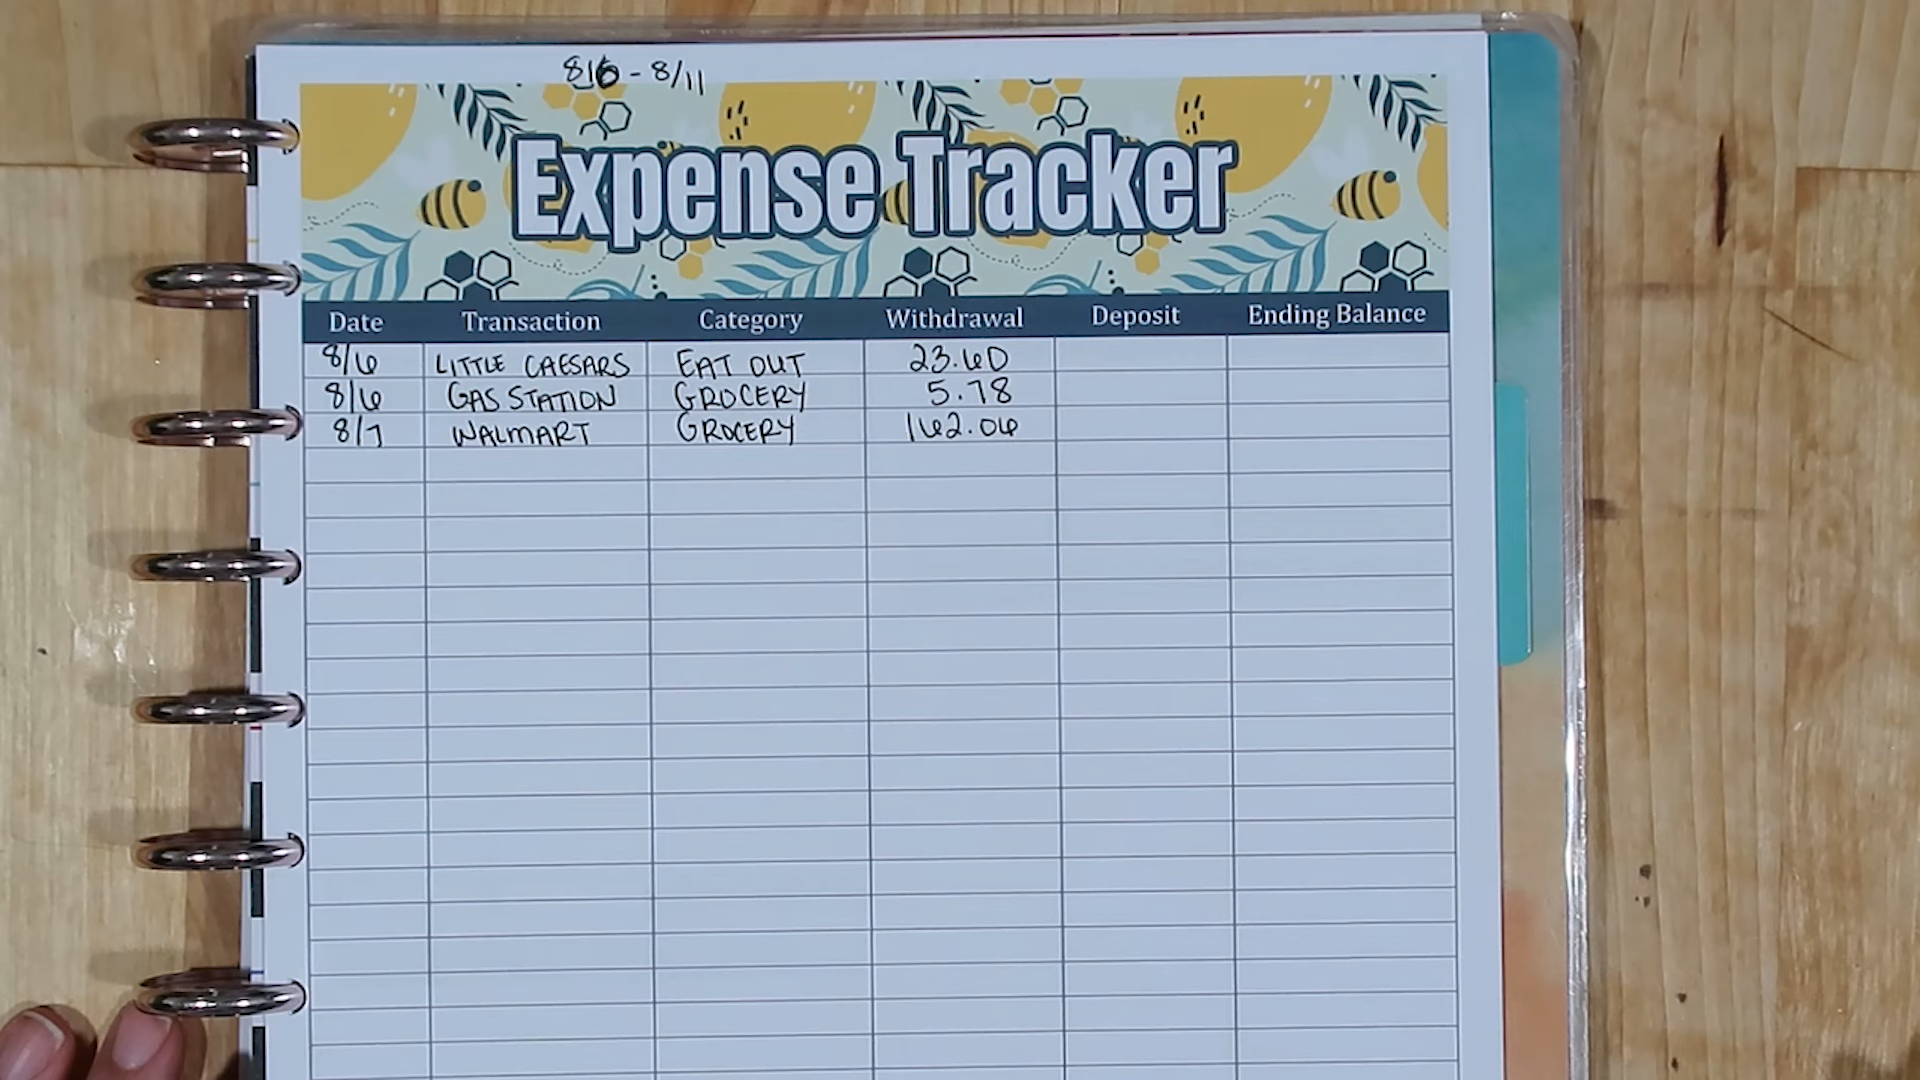 8/6 - 8/11
Expense Tracker
Date Transaction Category Withdrawal Deposit Ending Balance
8/6 LITTLE CAESARS EAT OUT 23.60
8/6 GAS STATION GROCERY 5.78
8/7 WALMART GROCERY 162.06